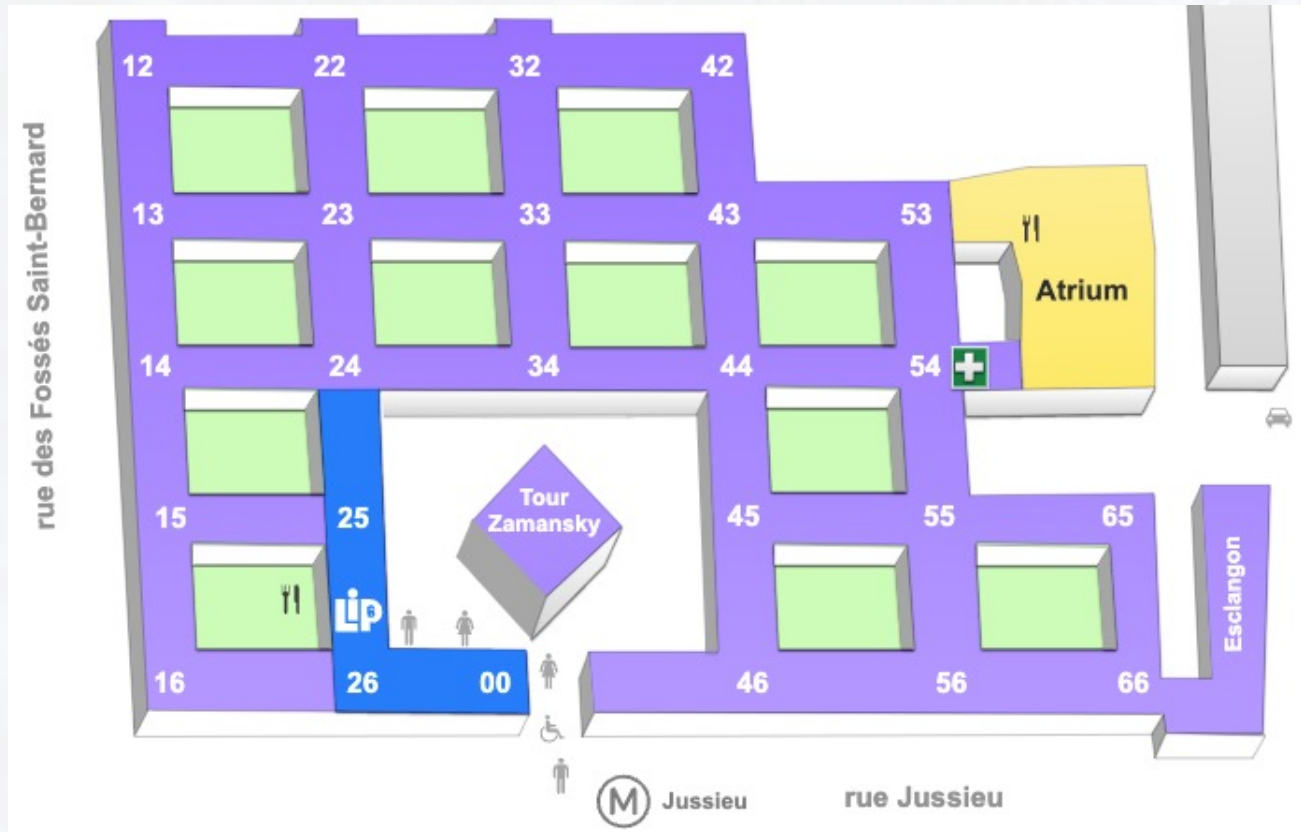 12 22 32 42
13 23 33 43 53
Atrium
14 24 34 44 54
rue des Fossés Saint-Bernard
Tour
Zamansky
15 25 45 55 65
LiP6
Esclangon
16 26 00 46 56 66
M Jussieu
rue Jussieu